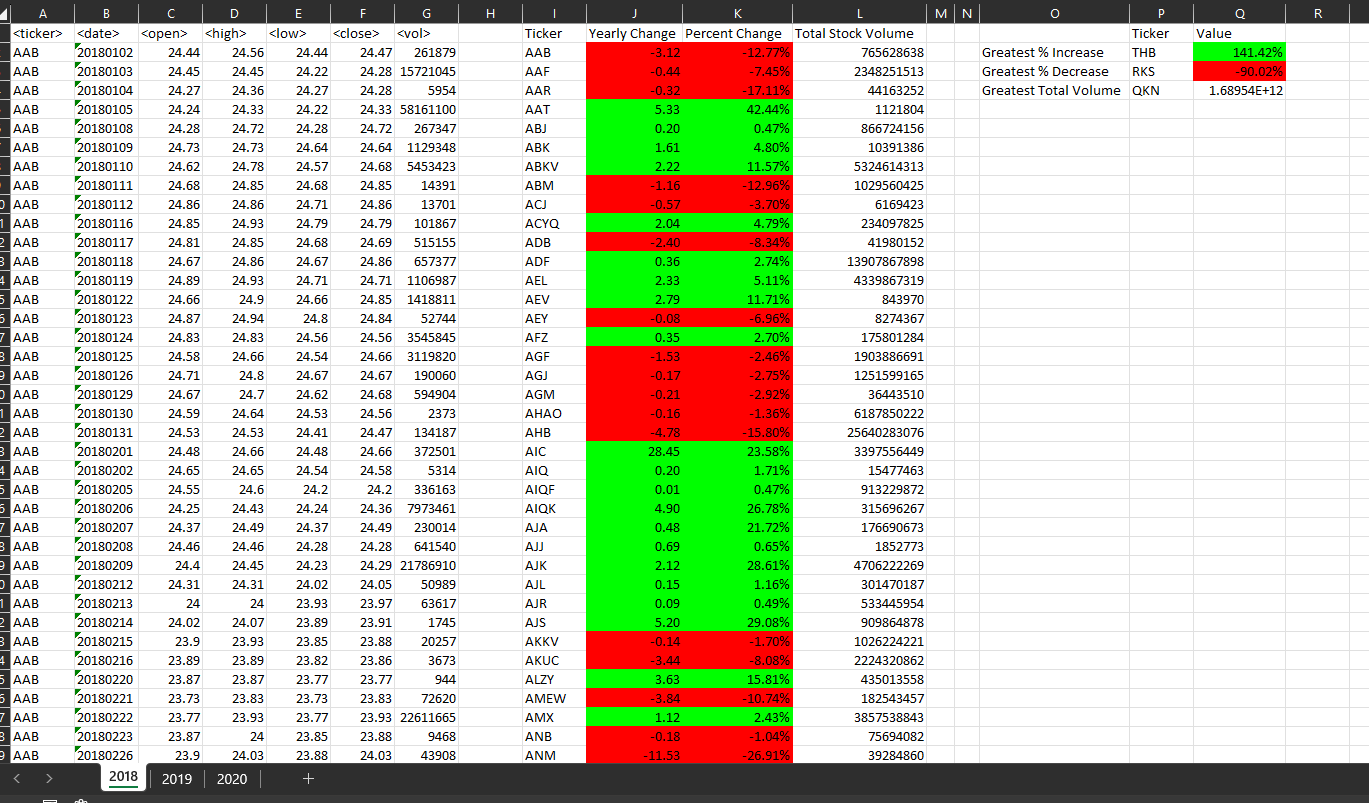 A B C D E F G H I J K L M N O P Q R
<ticker> <date> <open> <high> <low> <close> <vol> Ticker Yearly Change Percent Change Total Stock Volume Ticker Value
AAB 20180102 24.44 24.56 24.44 24.47 261879 AAB -3.12 -12.77% 765628638 Greatest % Increase THB 141.42%
AAB 20180103 24.45 24.45 24.22 24.28 15721045 AAF -0.44 -7.45% 2348251513 Greatest % Decrease RKS -90.02%
AAB 20180104 24.27 24.36 24.27 24.28 5954 AAR -0.32 -17.11% 44163252 Greatest Total Volume QKN 1.68954E+12
AAB 20180105 24.24 24.33 24.22 24.33 58161100 AAT 5.33 42.44% 1121804
AAB 20180108 24.28 24.72 24.28 24.72 267347 ABJ 0.20 0.47% 866724156
AAB 20180109 24.73 24.73 24.64 24.64 1129348 ABK 1.61 4.80% 10391386
AAB 20180110 24.62 24.78 24.57 24.68 5453423 ABKV 2.22 11.57% 5324614313
AAB 20180111 24.68 24.85 24.68 24.85 14391 ABM -1.16 -12.96% 1029560425
AAB 20180112 24.86 24.86 24.71 24.86 13701 ACJ -0.57 -3.70% 6169423
AAB 20180116 24.85 24.93 24.79 24.79 101867 ACYQ 2.04 4.79% 234097825
AAB 20180117 24.81 24.85 24.68 24.69 515155 ADB -2.40 -8.34% 41980152
AAB 20180118 24.67 24.86 24.67 24.86 657377 ADF 0.36 2.74% 13907867898
AAB 20180119 24.89 24.93 24.71 24.71 1106987 AEL 2.33 5.11% 4339867319
AAB 20180122 24.66 24.9 24.66 24.85 1418811 AEV 2.79 11.71% 843970
AAB 20180123 24.87 24.94 24.8 24.84 52744 AEY -0.08 -6.96% 8274367
AAB 20180124 24.83 24.83 24.56 24.56 3545845 AFZ 0.35 2.70% 175801284
AAB 20180125 24.58 24.66 24.54 24.66 3119820 AGF -1.53 -2.46% 1903886691
AAB 20180126 24.71 24.8 24.67 24.67 190060 AGJ -0.17 -2.75% 1251599165
AAB 20180129 24.67 24.7 24.62 24.68 594904 AGM -0.21 -2.92% 36443510
AAB 20180130 24.59 24.64 24.53 24.56 2373 AHAO -0.16 -1.36% 6187850222
AAB 20180131 24.53 24.53 24.41 24.47 134187 AHB -4.78 -15.80% 25640283076
AAB 20180201 24.48 24.66 24.48 24.66 372501 AIC 28.45 23.58% 3397556449
AAB 20180202 24.65 24.65 24.54 24.58 5314 AIQ 0.20 1.71% 15477463
AAB 20180205 24.55 24.6 24.2 24.2 336163 AIQF 0.01 0.47% 913229872
AAB 20180206 24.25 24.43 24.24 24.36 7973461 AIQK 4.90 26.78% 315696267
AAB 20180207 24.37 24.49 24.37 24.49 230014 AJA 0.48 21.72% 176690673
AAB 20180208 24.46 24.46 24.28 24.28 641540 AJJ 0.69 0.65% 1852773
AAB 20180209 24.4 24.45 24.23 24.29 21786910 AJK 2.12 28.61% 4706222269
AAB 20180212 24.31 24.31 24.02 24.05 50989 AJL 0.15 1.16% 301470187
AAB 20180213 24 24 23.93 23.97 63617 AJR 0.09 0.49% 533445954
AAB 20180214 24.02 24.07 23.89 23.91 1745 AJS 5.20 29.08% 909864878
AAB 20180215 23.9 23.93 23.85 23.88 20257 AKKV -0.14 -1.70% 1026224221
AAB 20180216 23.89 23.89 23.82 23.86 3673 AKUC -3.44 -8.08% 2224320862
AAB 20180220 23.87 23.87 23.77 23.77 944 ALZY 3.63 15.81% 435013558
AAB 20180221 23.73 23.83 23.73 23.83 72620 AMEW -3.84 -10.74% 182543457
AAB 20180222 23.77 23.93 23.77 23.93 22611665 AMX 1.12 2.43% 3857538843
AAB 20180223 23.87 24 23.85 23.88 9468 ANB -0.18 -1.04% 75694082
AAB 20180226 23.9 24.03 23.88 24.03 43908 ANM -11.53 -26.91% 39284860
2018 2019 2020